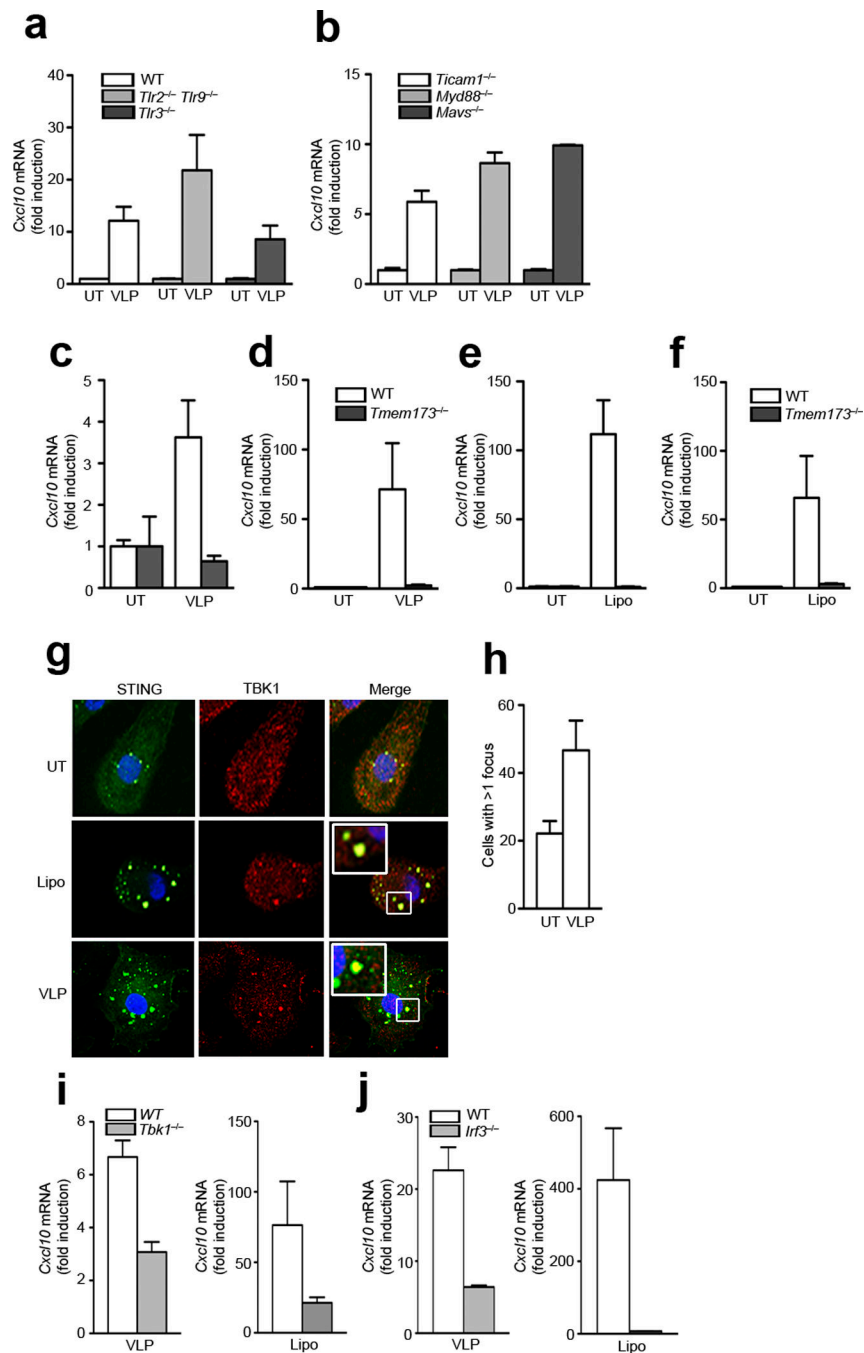 a
WT
Tlr2–/– Tlr9–/–
Tlr3–/–
Cxcl10 mRNA
(fold induction)
40
30
20
10
0
UT VLP UT VLP UT VLP
b
Ticam1–/–
Myd88–/–
Mavs–/–
Cxcl10 mRNA
(fold induction)
15
10
5
0
UT VLP UT VLP UT VLP
c
Cxcl10 mRNA
(fold induction)
5
4
3
2
1
0
UT VLP
d
WT
Tmem173–/–
Cxcl10 mRNA
(fold induction)
150
100
50
0
UT VLP
e
Cxcl10 mRNA
(fold induction)
150
100
50
0
UT Lipo
f
WT
Tmem173–/–
Cxcl10 mRNA
(fold induction)
150
100
50
0
UT Lipo
g
STING TBK1 Merge
UT
Lipo
VLP
h
Cells with >1 focus
60
40
20
0
UT VLP
i
WT
Tbk1–/–
Cxcl10 mRNA
(fold induction)
8
6
4
2
0
VLP
Cxcl10 mRNA
(fold induction)
150
100
75
50
25
0
Lipo
j
WT
Irf3–/–
Cxcl10 mRNA
(fold induction)
30
20
10
0
VLP
Cxcl10 mRNA
(fold induction)
600
400
200
0
Lipo